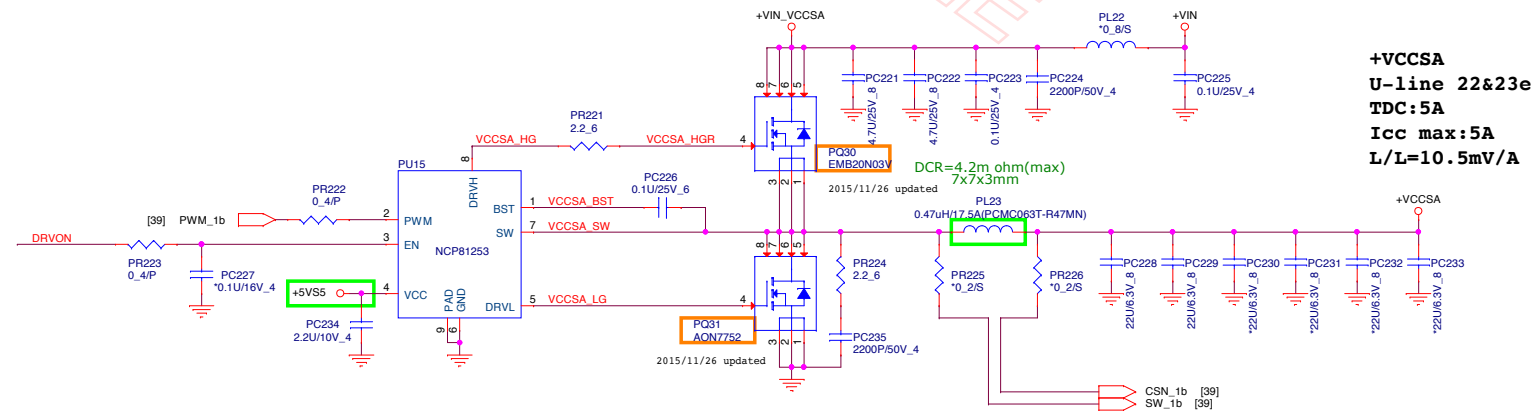 +VIN_VCCSA
PL22
*0_8/S
+VIN
+VCCSA
U-line 22&23e
TDC:5A
Icc max:5A
L/L=10.5mV/A
PC221
4.7U/25V_8
PC222
4.7U/25V_8
PC223
0.1U/25V_4
PC224
2200P/50V_4
PC225
0.1U/25V_4
8
7
6
5
4
3
2
1
PQ30
EMB20N03V
2015/11/26 updated
PR221
2.2_6
VCCSA_HG
VCCSA_HGR
PU15
8
DRVH
PR222
0_4/P
[39] PWM_1b
2
PWM
BST
1
VCCSA_BST
PC226
0.1U/25V_6
SW
7
VCCSA_SW
DRVON
3
EN
NCP81253
PR223
0_4/P
PC227
*0.1U/16V_4
+5VS5
4
VCC
PAD
GND
9
6
DRVL
5
VCCSA_LG
PC234
2.2U/10V_4
8
7
6
5
4
3
2
1
PQ31
AON7752
2015/11/26 updated
PR224
2.2_6
PC235
2200P/50V_4
DCR=4.2m ohm(max)
7x7x3mm
PL23
0.47uH/17.5A(PCMC063T-R47MN)
PR225
*0_2/S
PR226
*0_2/S
+VCCSA
PC228
22U/6.3V_8
PC229
22U/6.3V_8
PC230
*22U/6.3V_8
PC231
*22U/6.3V_8
PC232
*22U/6.3V_8
PC233
*22U/6.3V_8
CSN_1b [39]
SW_1b [39]